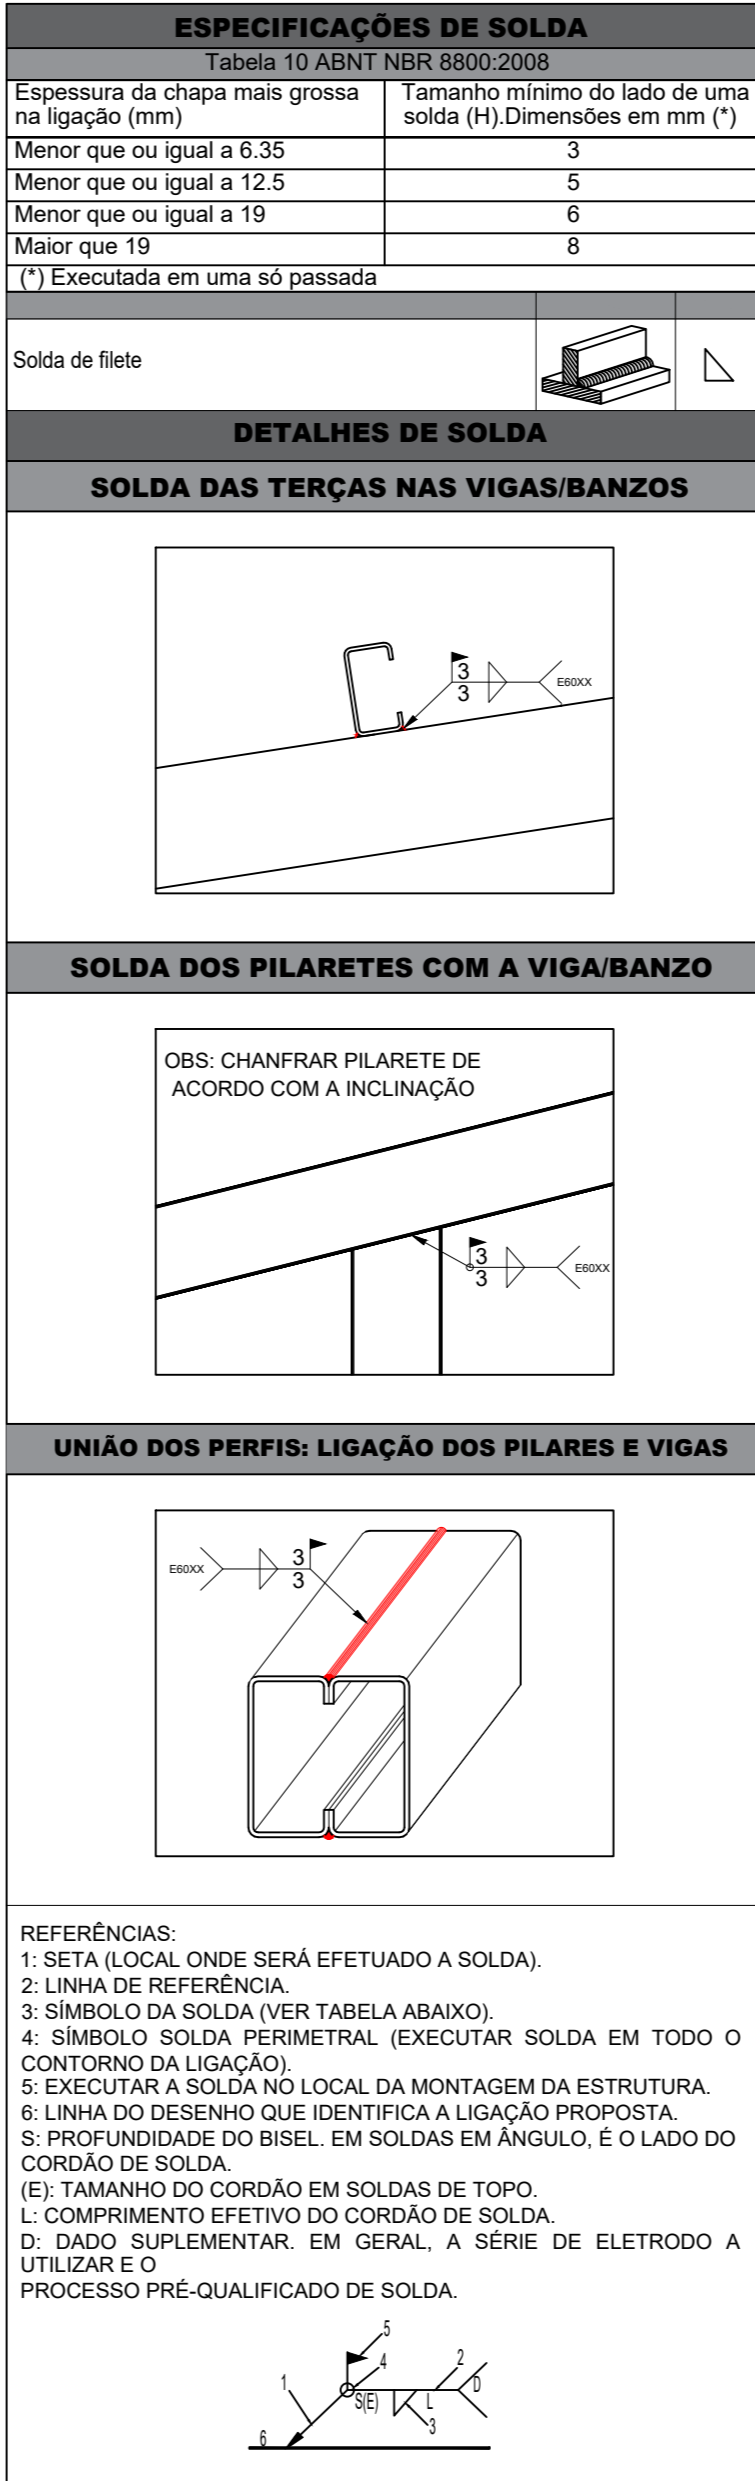 ESPECIFICAÇÕES DE SOLDA
Tabela 10 ABNT NBR 8800:2008
Espessura da chapa mais grossa
na ligação (mm)
Tamanho mínimo do lado de uma
solda (H).Dimensões em mm (*)
Menor que ou igual a 6.35
3
Menor que ou igual a 12.5
5
Menor que ou igual a 19
6
Maior que 19
8
(*) Executada em uma só passada
Solda de filete
DETALHES DE SOLDA
SOLDA DAS TERÇAS NAS VIGAS/BANZOS
3
3
E60XX
SOLDA DOS PILARETES COM A VIGA/BANZO
OBS: CHANFRAR PILARETE DE
ACORDO COM A INCLINAÇÃO
3
3
E60XX
UNIÃO DOS PERFIS: LIGAÇÃO DOS PILARES E VIGAS
E60XX
3
3
REFERÊNCIAS:
1: SETA (LOCAL ONDE SERÁ EFETUADO A SOLDA).
2: LINHA DE REFERÊNCIA.
3: SÍMBOLO DA SOLDA (VER TABELA ABAIXO).
4: SÍMBOLO SOLDA PERIMETRAL (EXECUTAR SOLDA EM TODO O
CONTORNO DA LIGAÇÃO).
5: EXECUTAR A SOLDA NO LOCAL DA MONTAGEM DA ESTRUTURA.
6: LINHA DO DESENHO QUE IDENTIFICA A LIGAÇÃO PROPOSTA.
S: PROFUNDIDADE DO BISEL. EM SOLDAS EM ÂNGULO, É O LADO DO
CORDÃO DE SOLDA.
(E): TAMANHO DO CORDÃO EM SOLDAS DE TOPO.
L: COMPRIMENTO EFETIVO DO CORDÃO DE SOLDA.
D: DADO SUPLEMENTAR. EM GERAL, A SÉRIE DE ELETRODO A
UTILIZAR E O
PROCESSO PRÉ-QUALIFICADO DE SOLDA.
5
4
2
1
S(E)
L
D
3
6